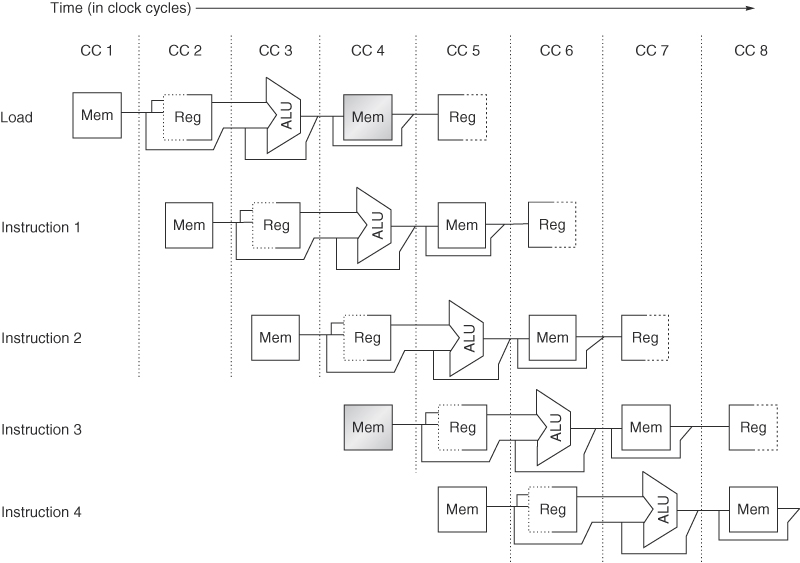 Time (in clock cycles)
CC 1 CC 2 CC 3 CC 4 CC 5 CC 6 CC 7 CC 8
Load Mem Reg ALU Mem Reg
Instruction 1 Mem Reg ALU Mem Reg
Instruction 2 Mem Reg ALU Mem Reg
Instruction 3 Mem Reg ALU Mem Reg
Instruction 4 Mem Reg ALU Mem